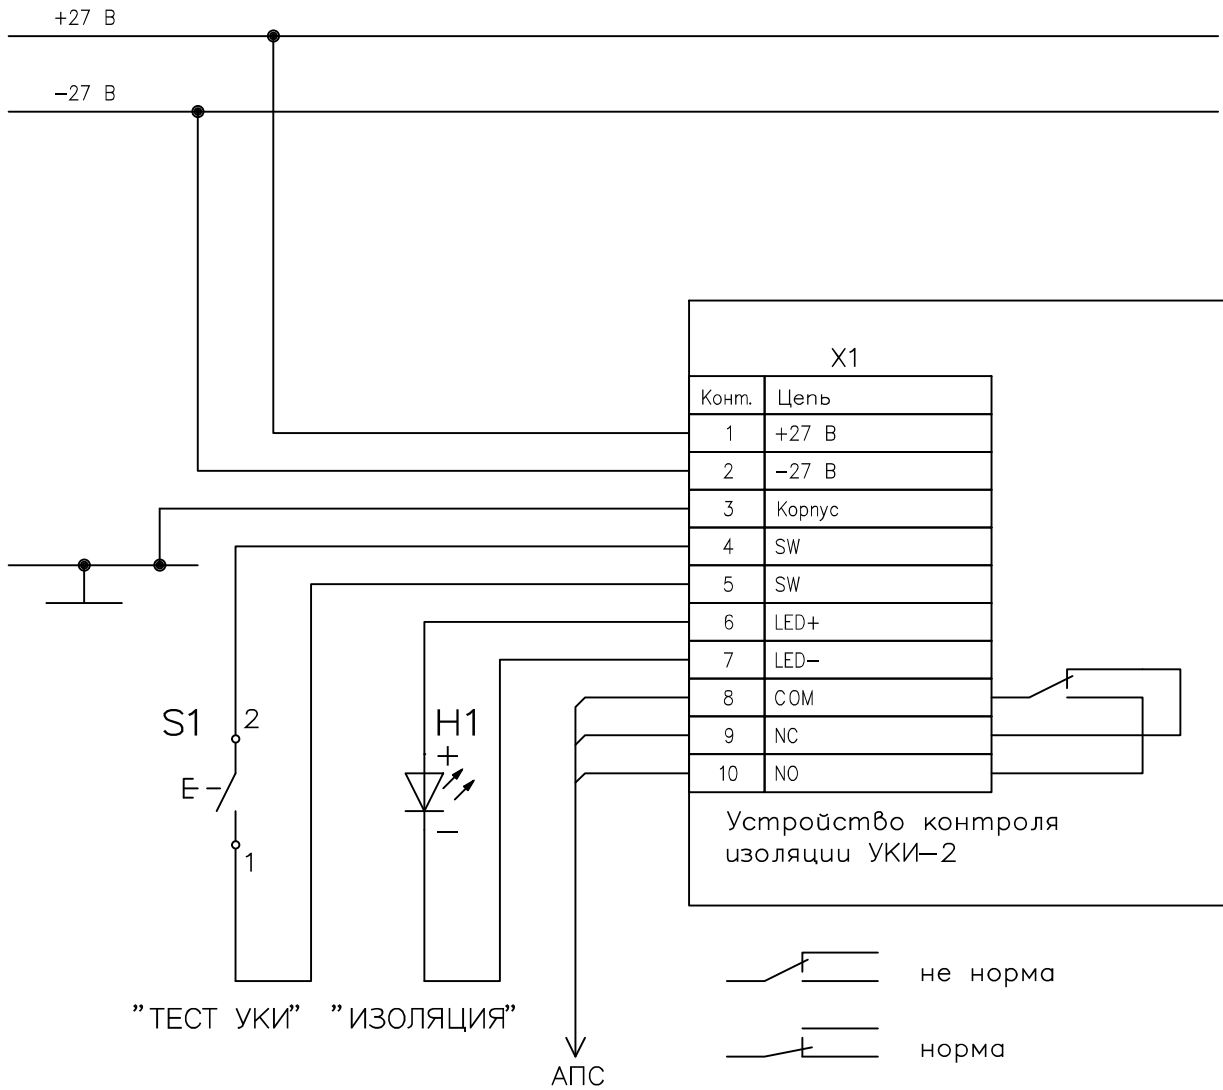 +27 В
−27 В
X1
Конт. Цепь
1 +27 В
2 −27 В
3 Корпус
4 SW
5 SW
6 LED+
7 LED−
8 COM
9 NC
10 NO
S1 2
H1
+
−
1
Устройство контроля
изоляции УКИ−2
"ТЕСТ УКИ" "ИЗОЛЯЦИЯ"
не норма
норма
АПС